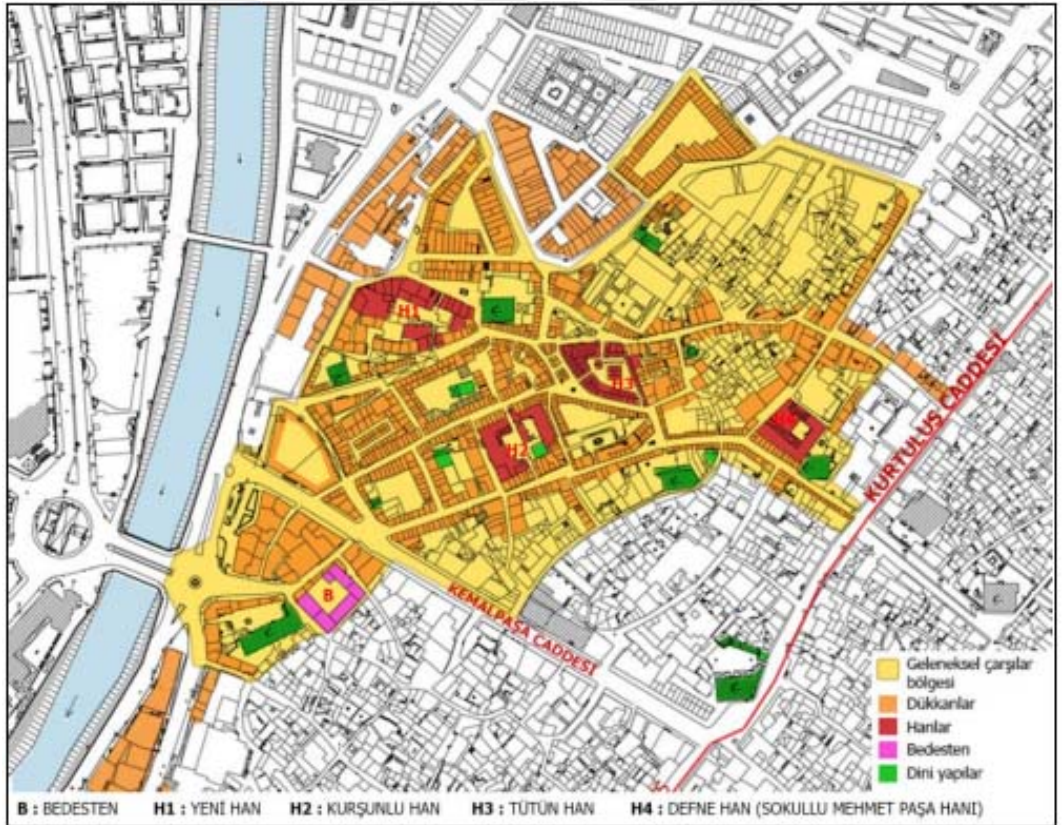 H1
H3
H2
B
KURTULUŞ CADDESİ
KEMALPAŞA CADDESİ
Geleneksel çarşılar
bölgesi
Dükkanlar
Hanlar
Bedesten
Dini yapılar
B : BEDESTEN H1 : YENİ HAN H2 : KURŞUNLU HAN H3 : TÜTÜN HAN H4 : DEFNE HAN (SOKULLU MEHMET PAŞA HANI)